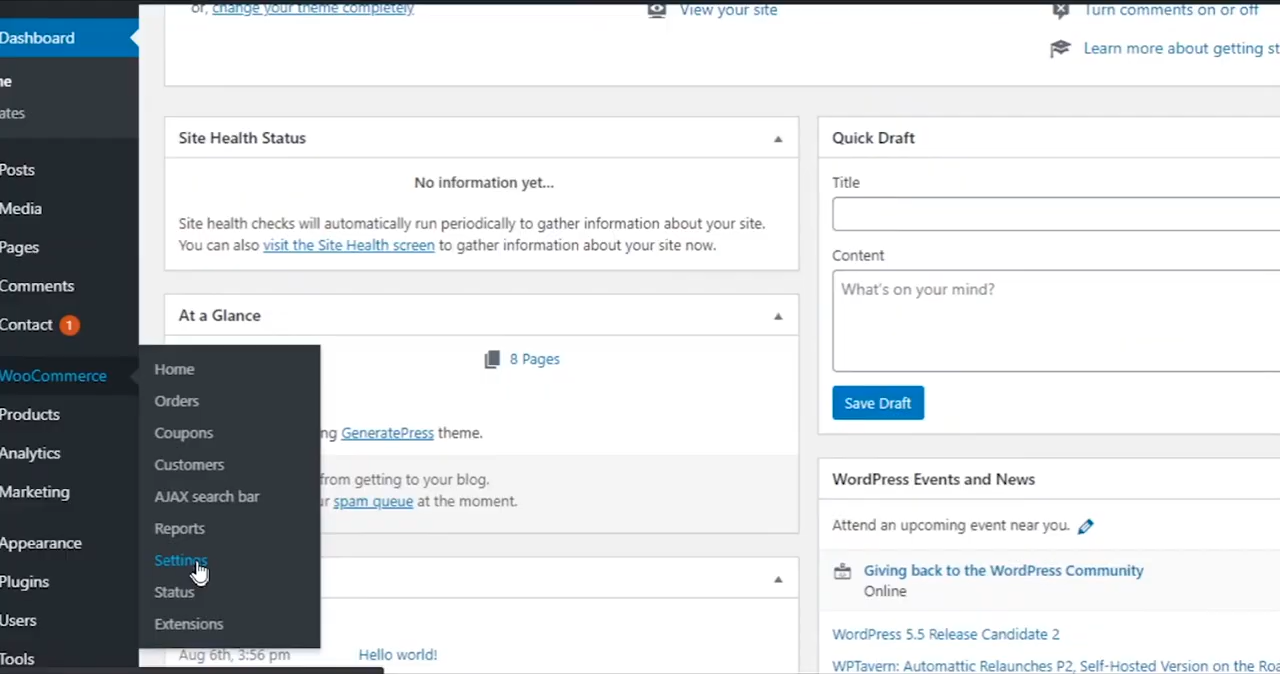 or, change your theme completely
View your site
Turn comments on or off
Learn more about getting st
Dashboard
me
ates
Posts
Media
Pages
Comments
Contact 1
WooCommerce
Products
Analytics
Marketing
Appearance
Plugins
Users
Tools
Home
Orders
Coupons
Customers
AJAX search bar
Reports
Settings
Status
Extensions
Site Health Status
No information yet...
Site health checks will automatically run periodically to gather information about your site.
You can also visit the Site Health screen to gather information about your site now.
At a Glance
8 Pages
ng GeneratePress theme.
from getting to your blog.
ur spam queue at the moment.
Aug 6th, 3:56 pm
Hello world!
Quick Draft
Title
Content
What's on your mind?
Save Draft
WordPress Events and News
Attend an upcoming event near you.
Giving back to the WordPress Community
Online
WordPress 5.5 Release Candidate 2
WPTavern: Automattic Relaunches P2, Self-Hosted Version on the Roa